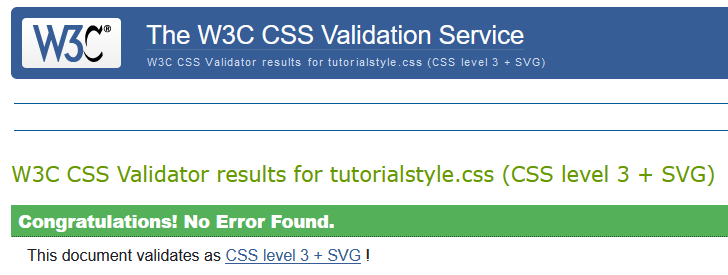 W3C®
The W3C CSS Validation Service
W3C CSS Validator results for tutorialstyle.css (CSS level 3 + SVG)
W3C CSS Validator results for tutorialstyle.css (CSS level 3 + SVG)
Congratulations! No Error Found.
This document validates as CSS level 3 + SVG !